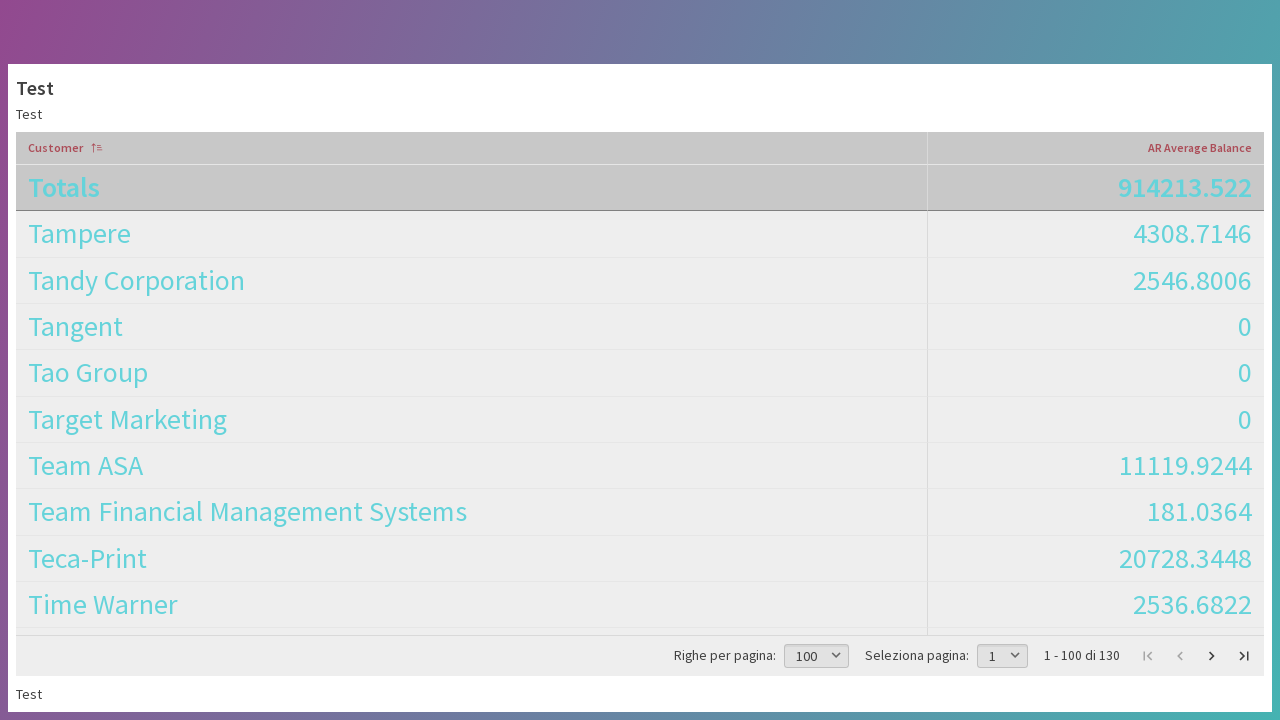 Test
Test
Customer AR Average Balance
Totals 914213.522
Tampere 4308.7146
Tandy Corporation 2546.8006
Tangent 0
Tao Group 0
Target Marketing 0
Team ASA 11119.9244
Team Financial Management Systems 181.0364
Teca-Print 20728.3448
Time Warner 2536.6822
Righe per pagina: 100 Seleziona pagina: 1 1 - 100 di 130
Test